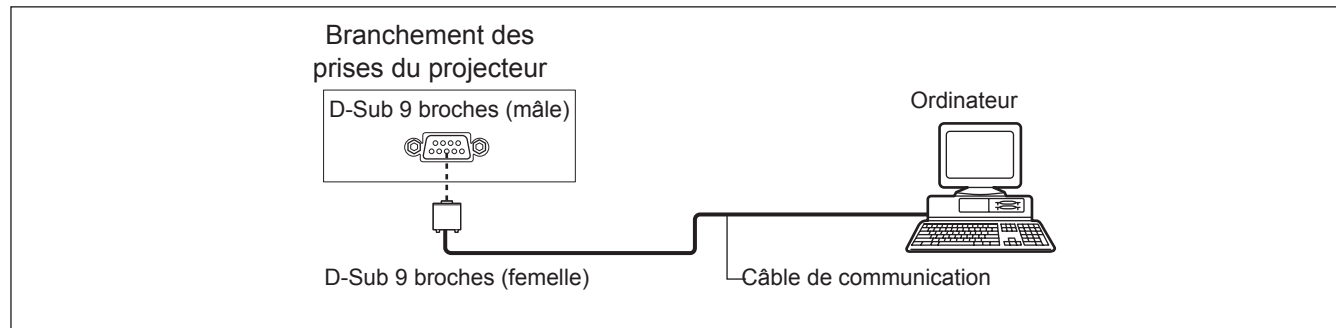 Branchement des
prises du projecteur
D-Sub 9 broches (mâle)
Ordinateur
D-Sub 9 broches (femelle)
Câble de communication